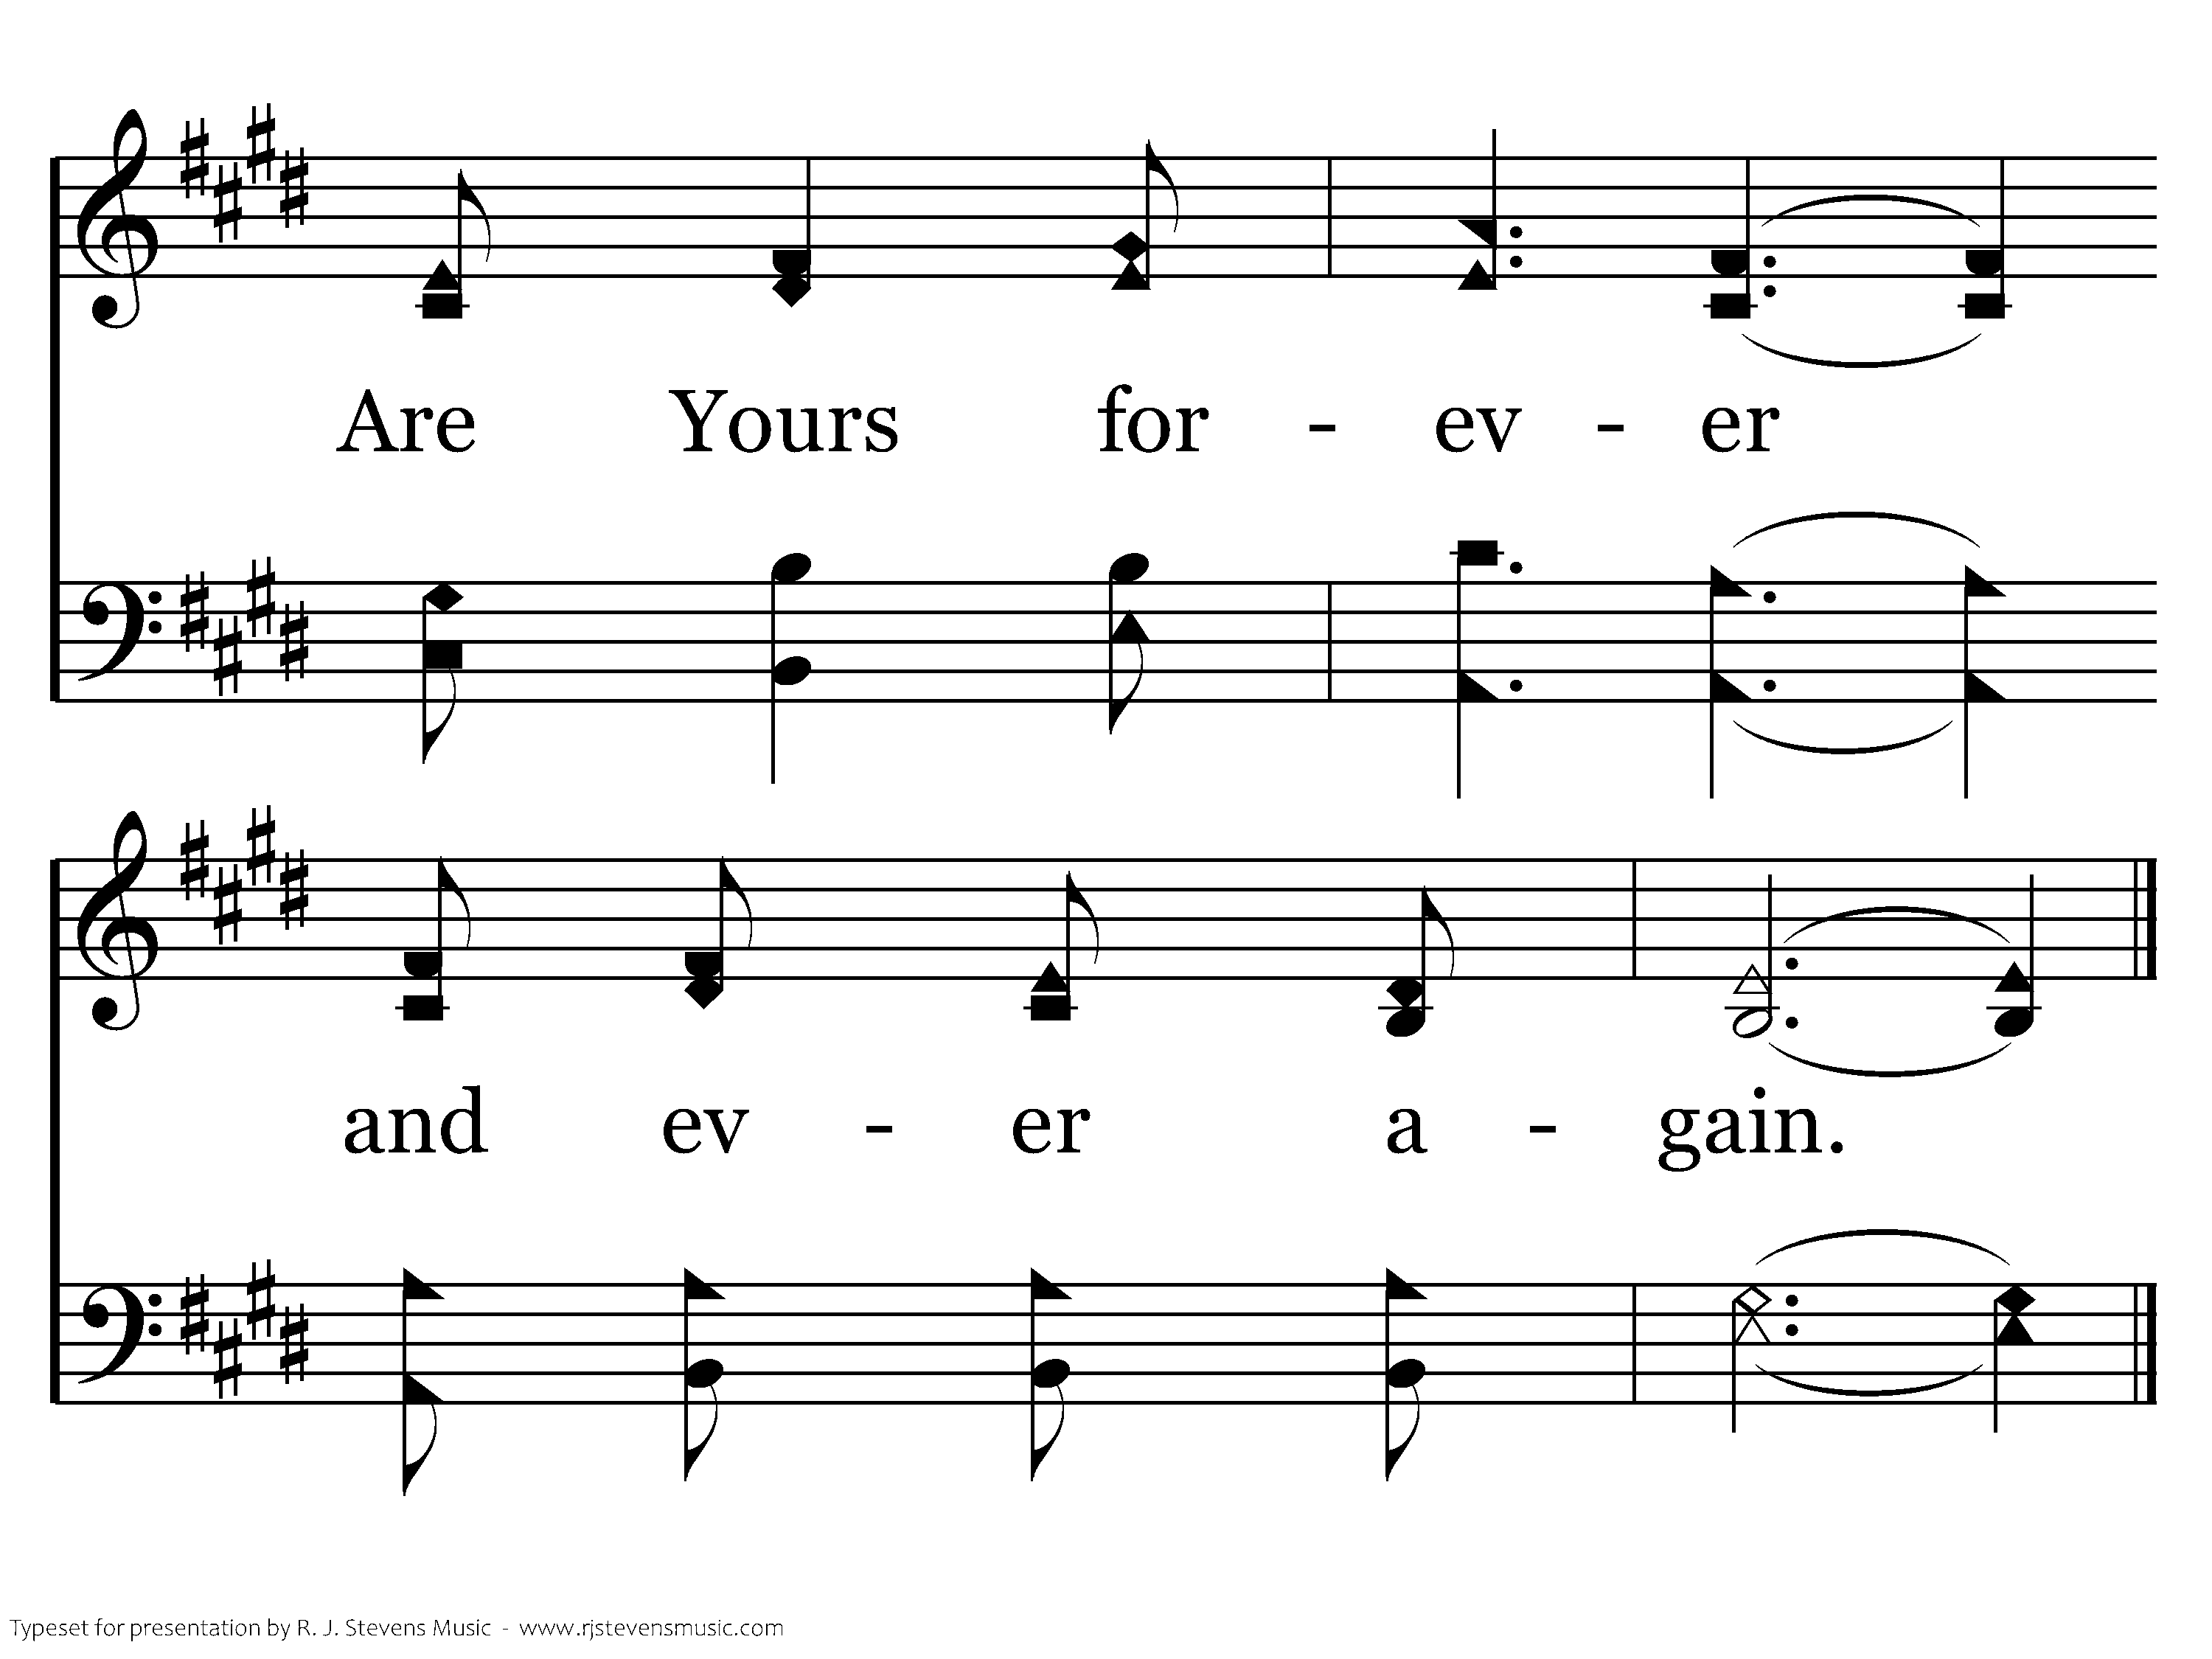 Are Yours for - ev - er
and ev - er a - gain.
Typeset for presentation by R. J. Stevens Music - www.rjstevensmusic.com